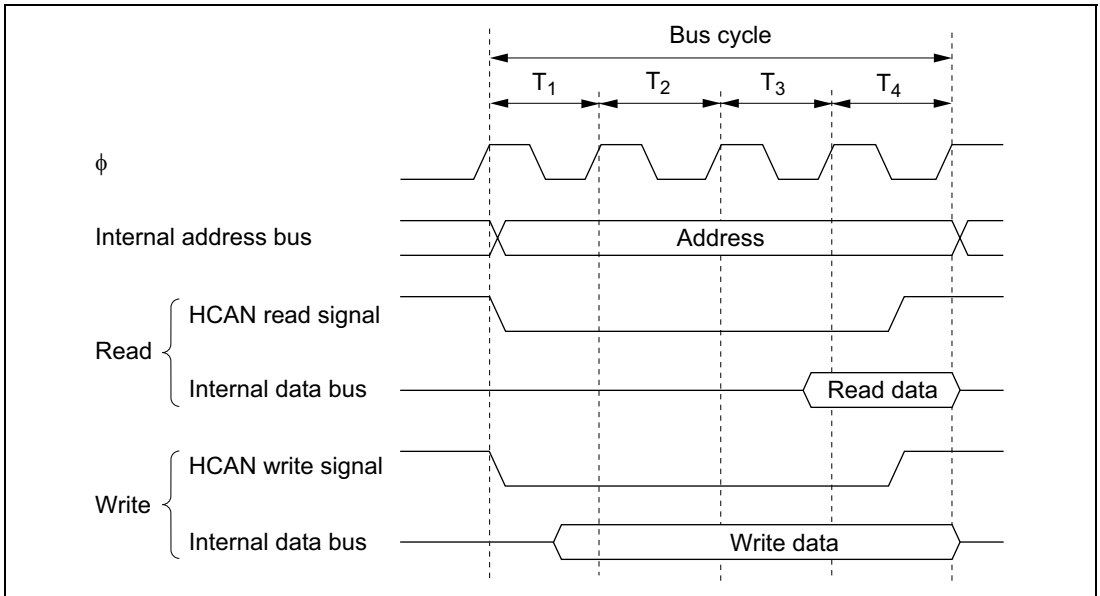 Bus cycle
T1 T2 T3 T4
ϕ
Internal address bus Address
HCAN read signal
Read
Internal data bus Read data
HCAN write signal
Write
Internal data bus Write data